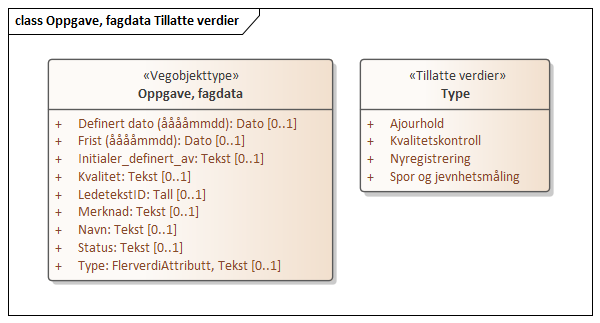 class Oppgave, fagdata Tillatte verdier
«Vegobjekttype»
Oppgave, fagdata
+ Definert dato (ååååmmdd): Dato [0..1]
+ Frist (ååååmmdd): Dato [0..1]
+ Initialer_definert_av: Tekst [0..1]
+ Kvalitet: Tekst [0..1]
+ LedetekstID: Tall [0..1]
+ Merknad: Tekst [0..1]
+ Navn: Tekst [0..1]
+ Status: Tekst [0..1]
+ Type: FlerverdiAttributt, Tekst [0..1]
«Tillatte verdier»
Type
+ Ajourhold
+ Kvalitetskontroll
+ Nyregistrering
+ Spor og jevnhetsmåling